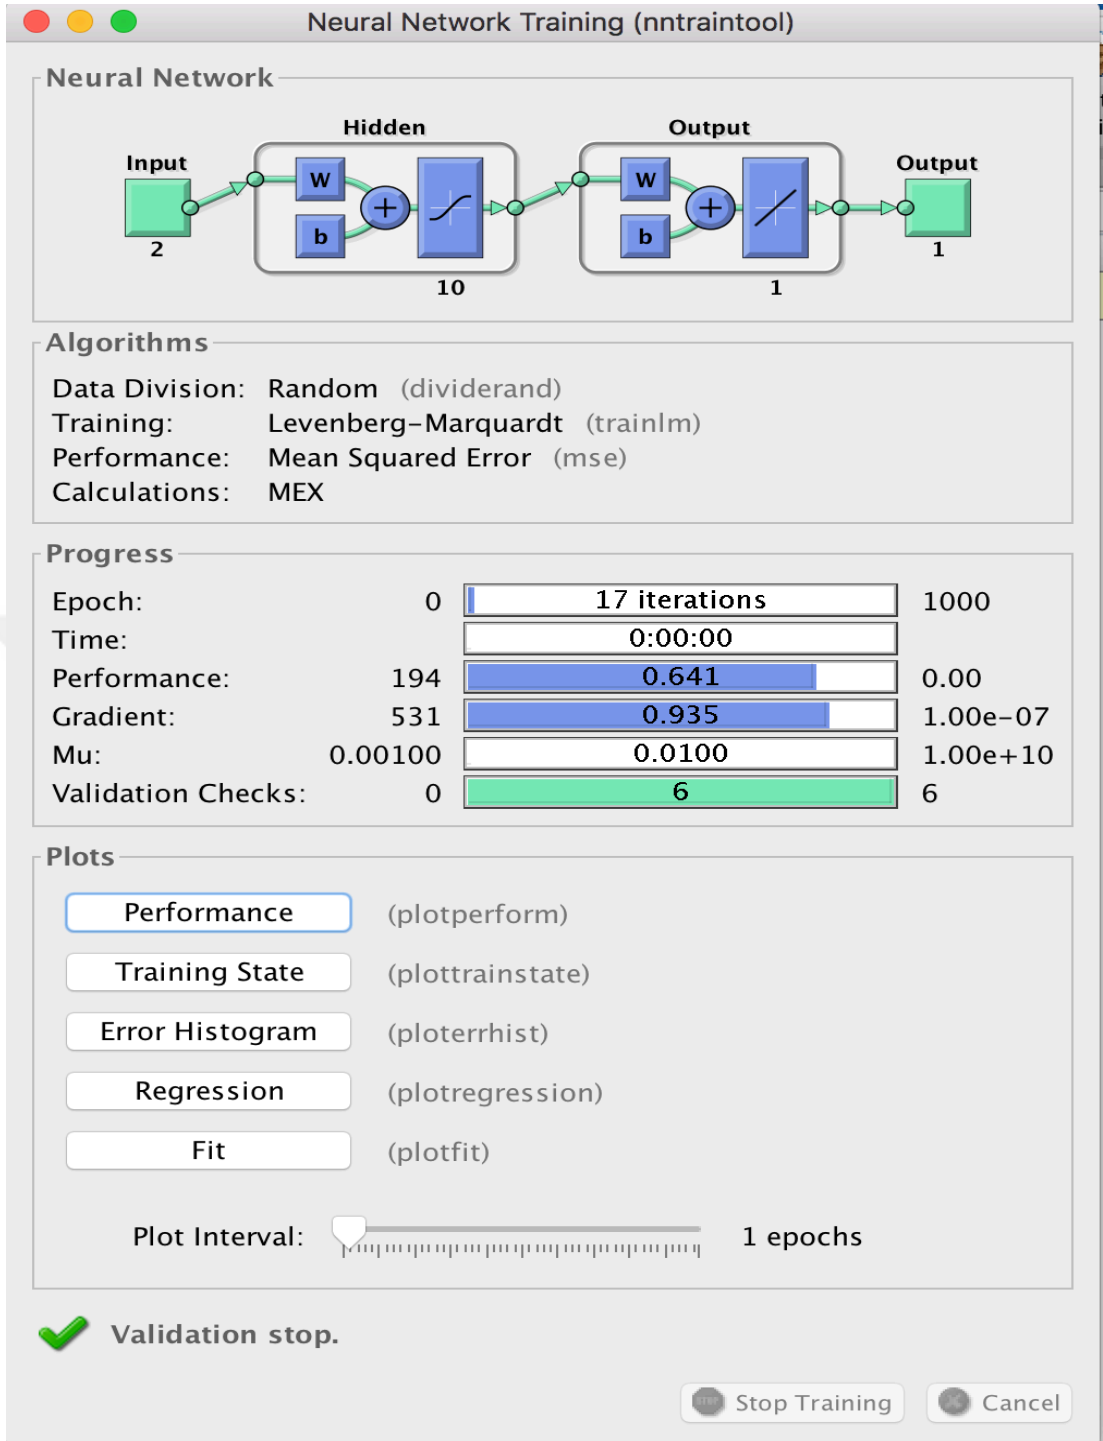 Neural Network Training (nntraintool)
Neural Network
Hidden Output
Input Output
W W
b b
2 1
10 1
Algorithms
Data Division: Random (dividerand)
Training: Levenberg-Marquardt (trainlm)
Performance: Mean Squared Error (mse)
Calculations: MEX
Progress
Epoch: 0 17 iterations 1000
Time: 0:00:00
Performance: 194 0.641 0.00
Gradient: 531 0.935 1.00e-07
Mu: 0.00100 0.0100 1.00e+10
Validation Checks: 0 6 6
Plots
Performance (plotperform)
Training State (plottrainstate)
Error Histogram (ploterrhist)
Regression (plotregression)
Fit (plotfit)
Plot Interval: 1 epochs
Validation stop.
Stop Training Cancel